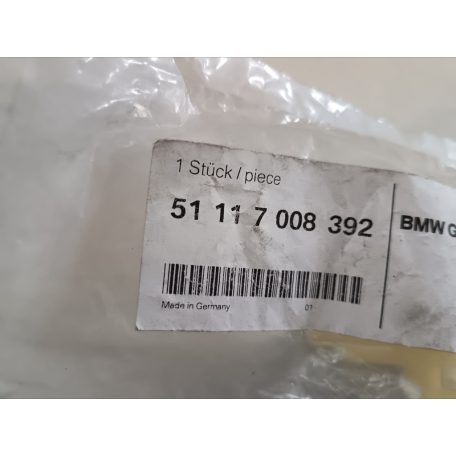 1 Stück / piece
51 11 7 008 392
BMW G
Made in Germany
07